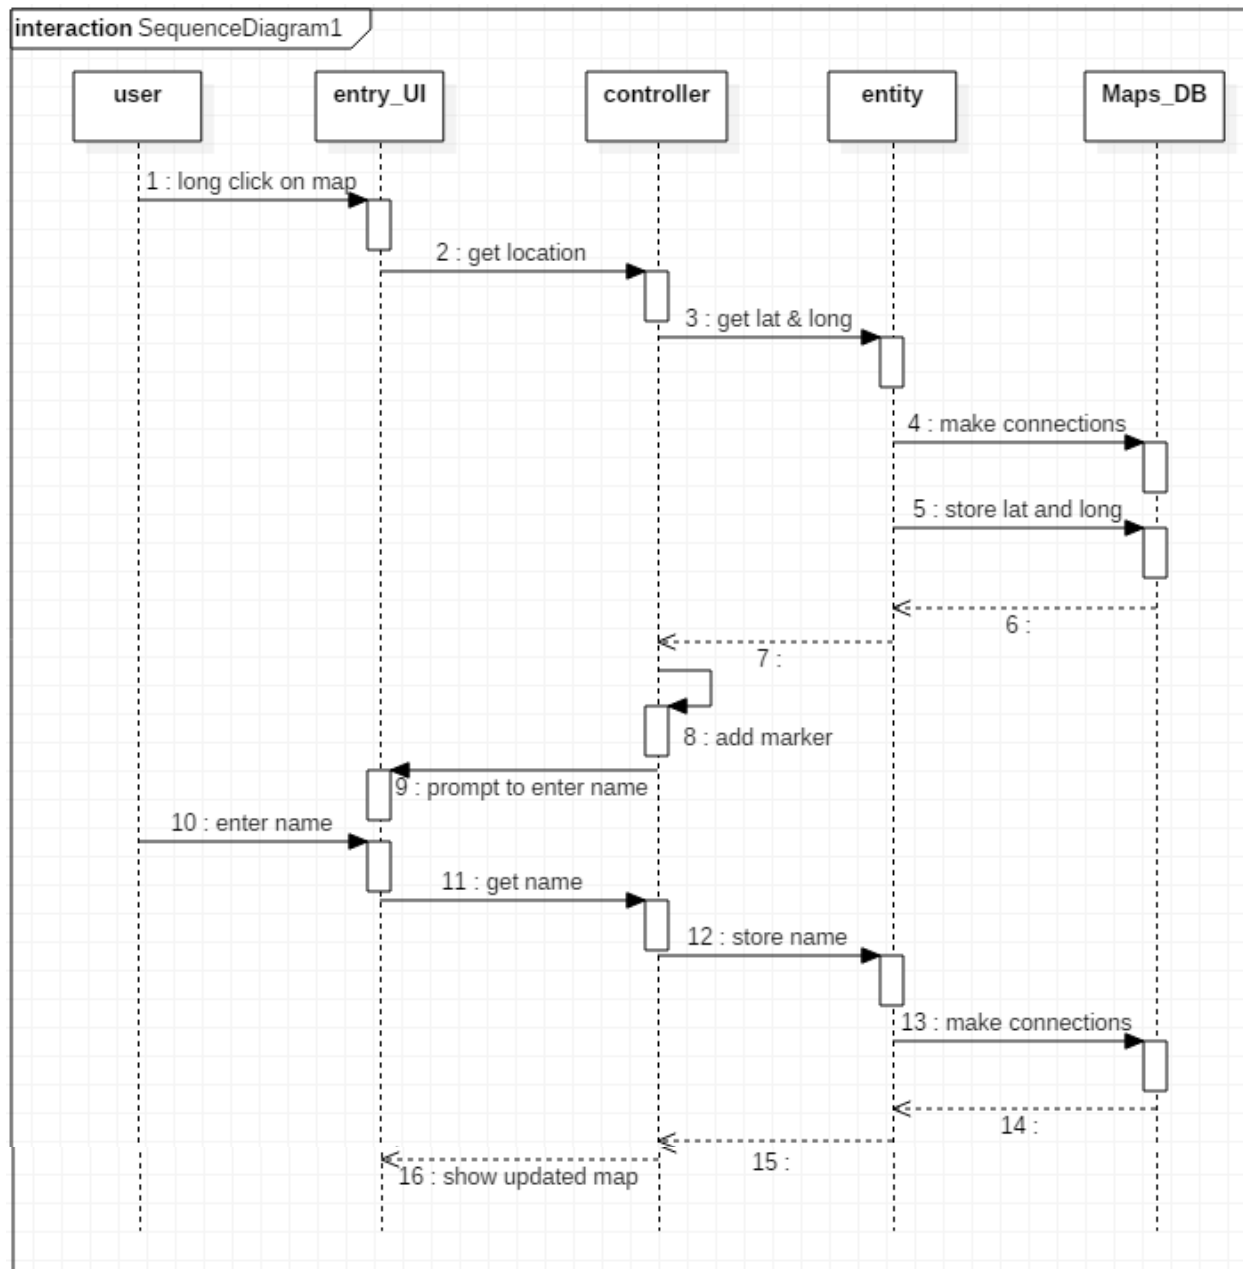 interaction SequenceDiagram1
user
entry_UI
controller
entity
Maps_DB
1 : long click on map
2 : get location
3 : get lat & long
4 : make connections
5 : store lat and long
6 :
7 :
8 : add marker
9 : prompt to enter name
10 : enter name
11 : get name
12 : store name
13 : make connections
14 :
15 :
16 : show updated map